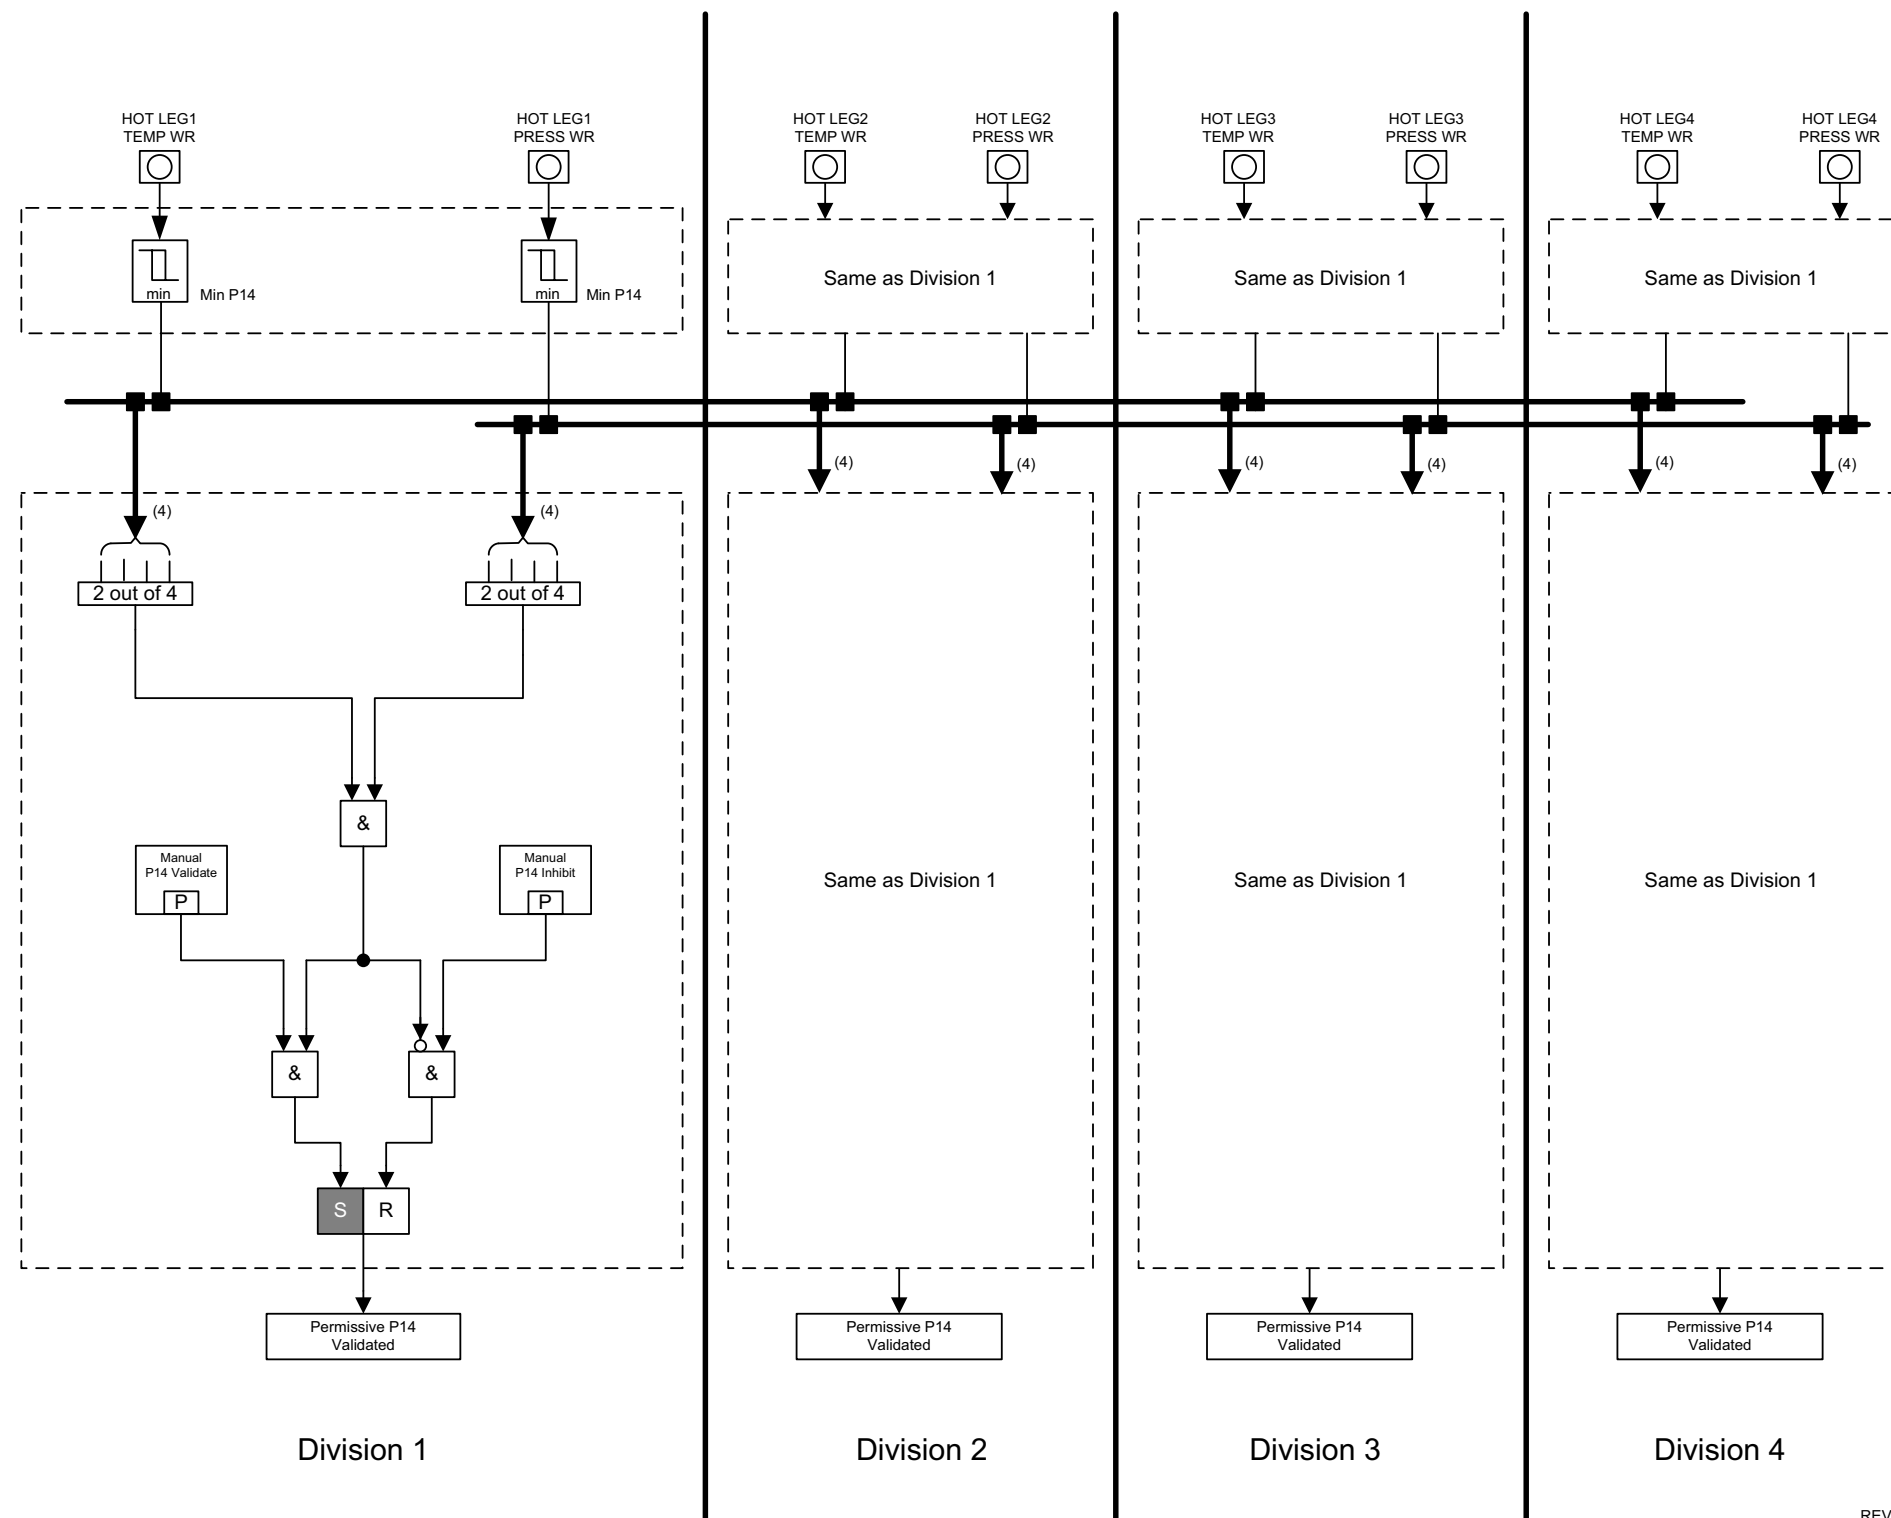 HOT LEG1
TEMP WR
HOT LEG1
PRESS WR
HOT LEG2
TEMP WR
HOT LEG2
PRESS WR
HOT LEG3
TEMP WR
HOT LEG3
PRESS WR
HOT LEG4
TEMP WR
HOT LEG4
PRESS WR
min
Min P14
min
Min P14
Same as Division 1
Same as Division 1
Same as Division 1
(4)
(4)
(4)
(4)
(4)
(4)
(4)
(4)
2 out of 4
2 out of 4
&
Manual
P14 Validate
P
Manual
P14 Inhibit
P
Same as Division 1
Same as Division 1
Same as Division 1
&
&
S
R
Permissive P14
Validated
Permissive P14
Validated
Permissive P14
Validated
Permissive P14
Validated
Division 1
Division 2
Division 3
Division 4
REV